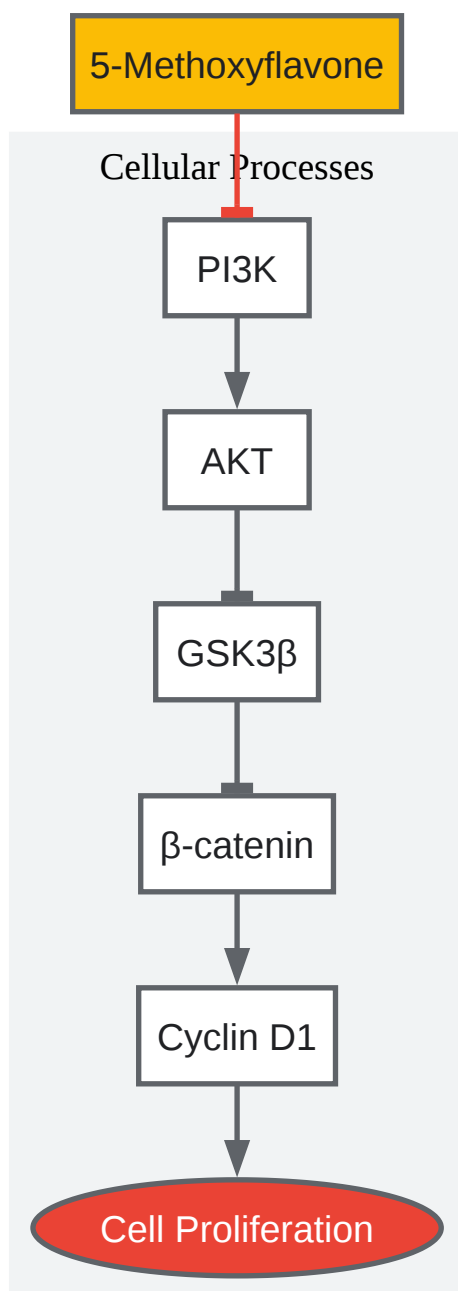 5-Methoxyflavone
Cellular Processes
PI3K
AKT
GSK3β
β-catenin
Cyclin D1
Cell Proliferation